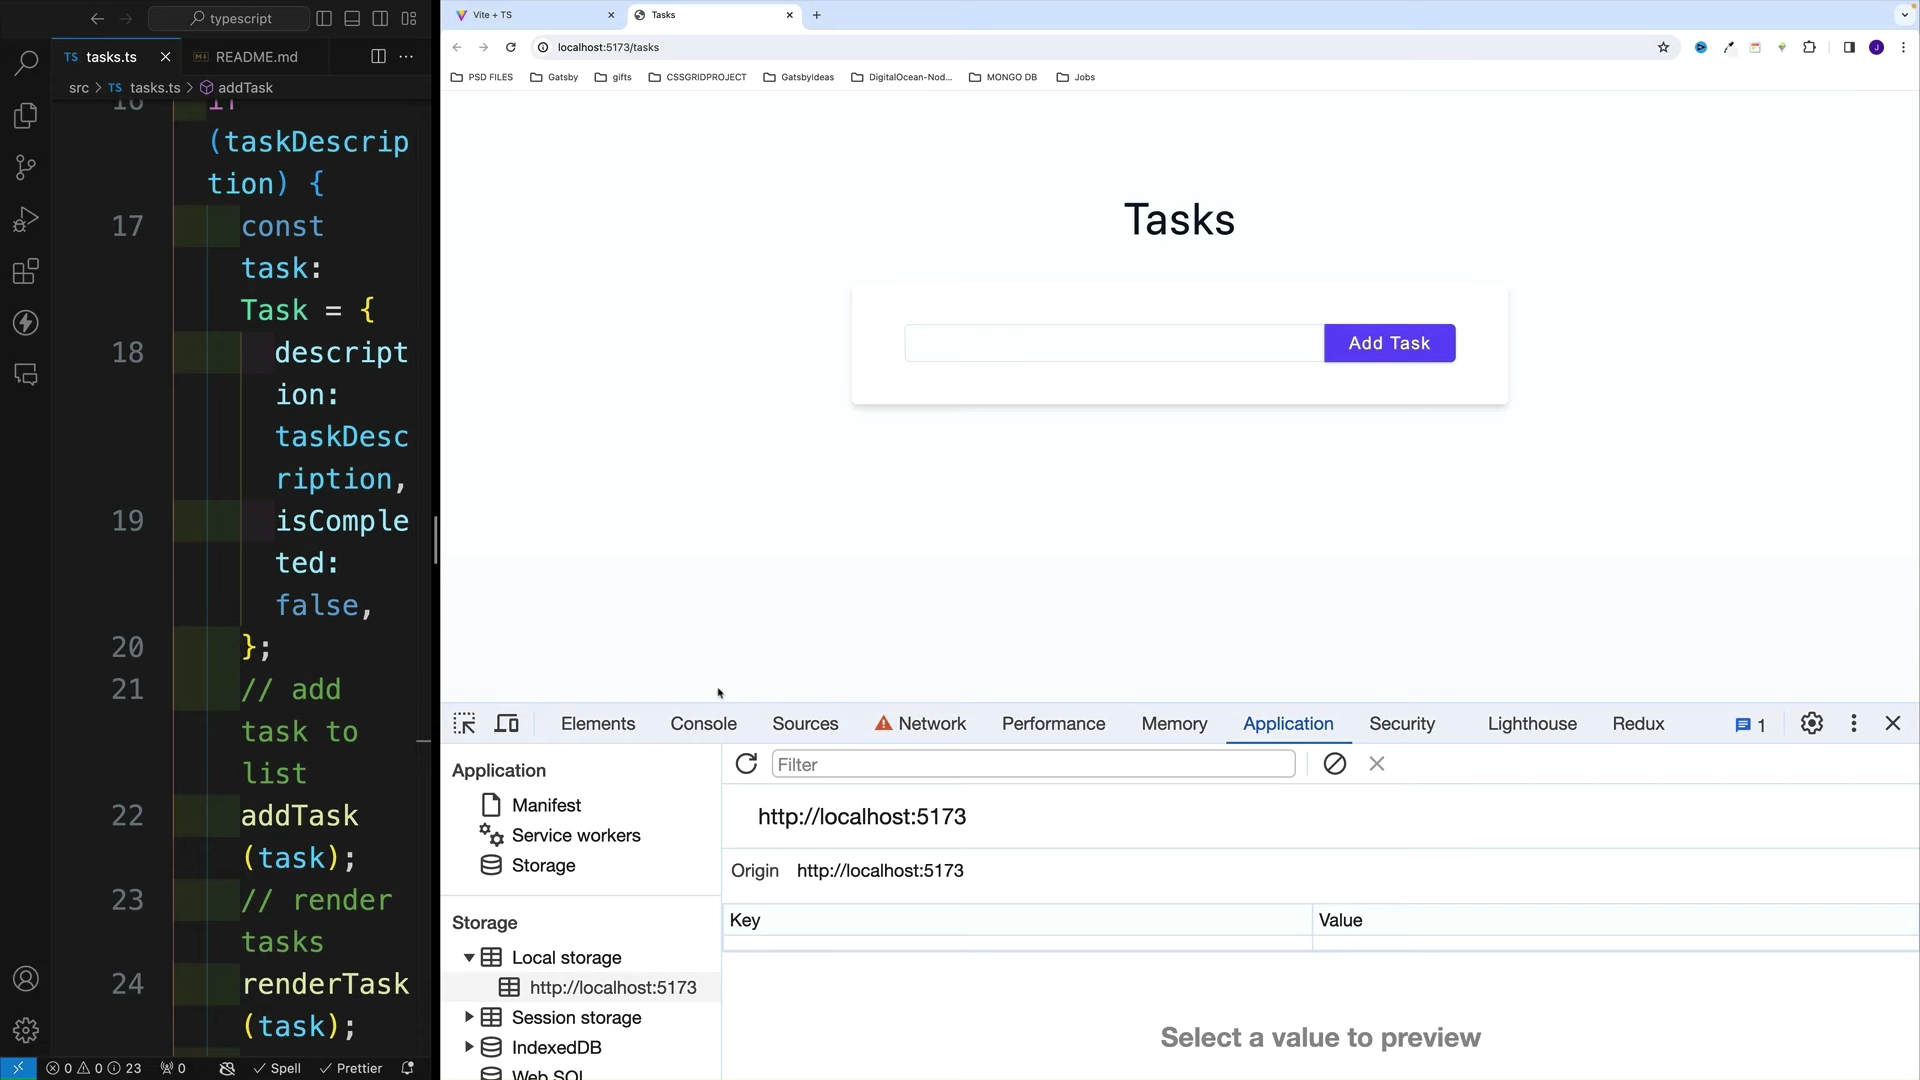 typescript
TS tasks.ts
README.md
src > TS tasks.ts > addTask
16 if
(taskDescrip
tion) {
17 const
task:
Task = {
18 descript
ion:
taskDesc
ription,
19 isComple
ted:
false,
20 };
21 // add
task to
list
22 addTask
(task);
23 // render
tasks
24 renderTask
(task);
0 0 23 0 Spell Prettier
Vite + TS
Tasks
localhost:5173/tasks
PSD FILES
Gatsby
gifts
CSSGRIDPROJECT
GatsbyIdeas
DigitalOcean-Nod...
MONGO DB
Jobs
J
Tasks
Add Task
Elements
Console
Sources
Network
Performance
Memory
Application
Security
Lighthouse
Redux
1
Application
Manifest
Service workers
Storage
Storage
Local storage
http://localhost:5173
Session storage
IndexedDB
Web SQL
Filter
http://localhost:5173
Origin http://localhost:5173
Key Value
Select a value to preview